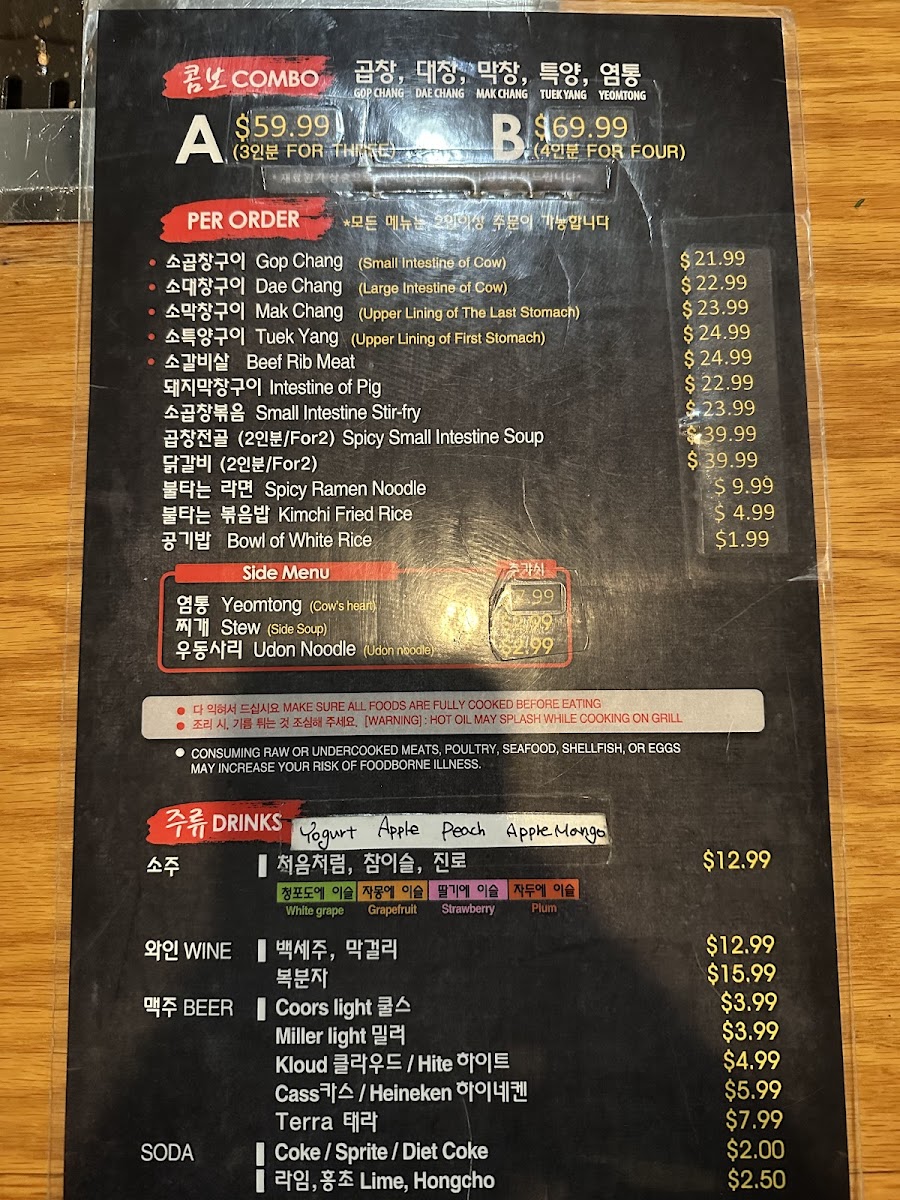 콤보 COMBO 곱창, 대창, 막창, 특양, 염통
GOP CHANG DAE CHANG MAK CHANG TUEK YANG YEOMTONG
A $59.99 B $69.99
(3인분 FOR THREE) (4인분 FOR FOUR)
PER ORDER *모든 메뉴는 2인이상 주문이 가능합니다
• 소곱창구이 Gop Chang (Small Intestine of Cow) $21.99
• 소대창구이 Dae Chang (Large Intestine of Cow) $22.99
• 소막창구이 Mak Chang (Upper Lining of The Last Stomach) $23.99
• 소특양구이 Tuek Yang (Upper Lining of First Stomach) $24.99
• 소갈비살 Beef Rib Meat $24.99
돼지막창구이 Intestine of Pig $22.99
소곱창볶음 Small Intestine Stir-fry $23.99
곱창전골 (2인분/For2) Spicy Small Intestine Soup $39.99
닭갈비 (2인분/For2) $39.99
불타는 라면 Spicy Ramen Noodle $9.99
불타는 볶음밥 Kimchi Fried Rice $4.99
공기밥 Bowl of White Rice $1.99
Side Menu 추가시
염통 Yeomtong (Cow's heart)
찌개 Stew (Side Soup)
우동사리 Udon Noodle (Udon noodle) $2.99
• 다 익혀서 드십시요 MAKE SURE ALL FOODS ARE FULLY COOKED BEFORE EATING
• 조리 시, 기름 튀는 것 조심해 주세요. [WARNING] : HOT OIL MAY SPLASH WHILE COOKING ON GRILL
• CONSUMING RAW OR UNDERCOOKED MEATS, POULTRY, SEAFOOD, SHELLFISH, OR EGGS
MAY INCREASE YOUR RISK OF FOODBORNE ILLNESS.
주류 DRINKS Yogurt Apple Peach Apple Mango
소주 처음처럼, 참이슬, 진로 $12.99
청포도에 이슬 자몽에 이슬 딸기에 이슬 자두에 이슬
White grape Grapefruit Strawberry Plum
와인 WINE 백세주, 막걸리 $12.99
복분자 $15.99
맥주 BEER Coors light 쿨스 $3.99
Miller light 밀러 $3.99
Kloud 클라우드 / Hite 하이트 $4.99
Cass카스 / Heineken 하이네켄 $5.99
Terra 태라 $7.99
SODA Coke / Sprite / Diet Coke $2.00
라임,홍초 Lime, Hongcho $2.50